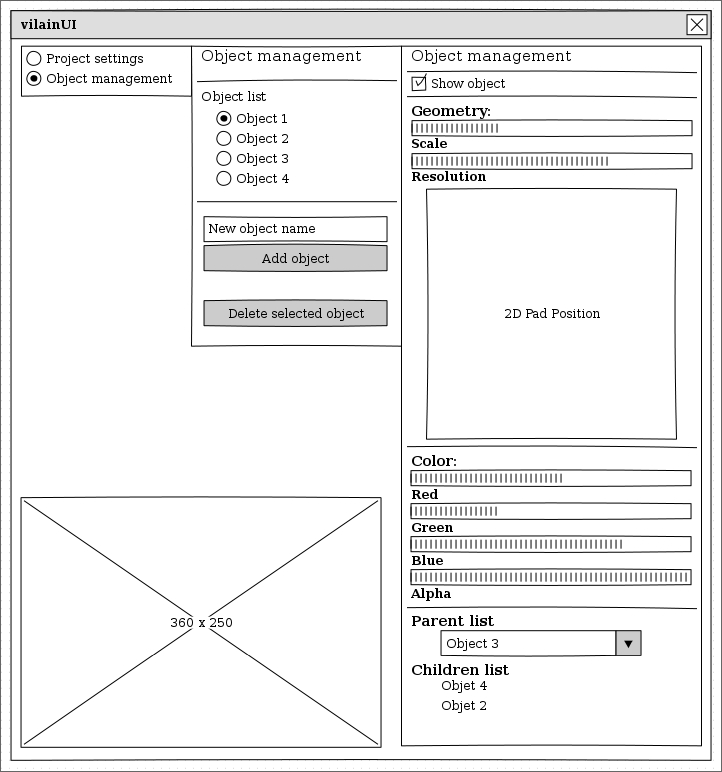 vilainUI
Project settings
Object management
Object management
Object list
Object 1
Object 2
Object 3
Object 4
New object name
Add object
Delete selected object
360 x 250
Object management
Show object
Geometry:
Scale
Resolution
2D Pad Position
Color:
Red
Green
Blue
Alpha
Parent list
Object 3
Children list
Objet 4
Objet 2